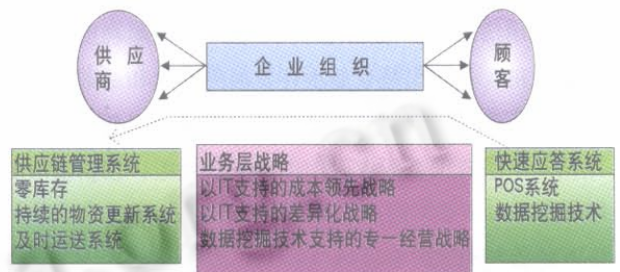 供应
商
企业组织
顾
客
供应链管理系统
零库存
持续的物资更新系统
及时运送系统
业务层战略
以IT支持的成本领先战略
以IT支持的差异化战略
数据挖掘技术支持的专一经营战略
快速应答系统
POS系统
数据挖掘技术